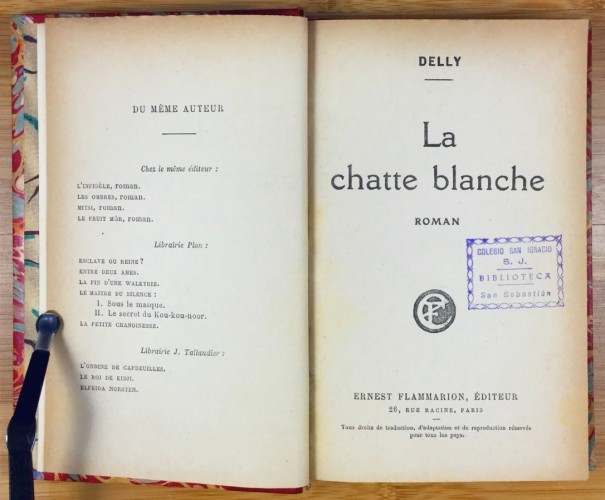 DU MÊME AUTEUR
Chez le même éditeur :
L'INFIDÈLE, roman.
LES OMBRES, roman.
MITSI, roman.
LE FRUIT MÛR, roman.
Librairie Plon :
ESCLAVE OU REINE ?
ENTRE DEUX AMES.
LA FIN D'UNE WALKYRIE.
LE MAITRE DU SILENCE :
I. Sous le masque.
II. Le secret du Kou-kou-noor.
LA PETITE CHANOINESSE.
Librairie J. Tallandier :
L'ONDINE DE CAPDEUILLES.
LE ROI DE KIDJI.
ELFRIDA NORSTEN.
DELLY
La
chatte blanche
ROMAN
COLEGIO SAN IGNACIO
S. J.
BIBLIOTECA
San Sebastián
ERNEST FLAMMARION, ÉDITEUR
26, RUE RACINE, PARIS
Tous droits de traduction, d'adaptation et de reproduction réservés
pour tous les pays.